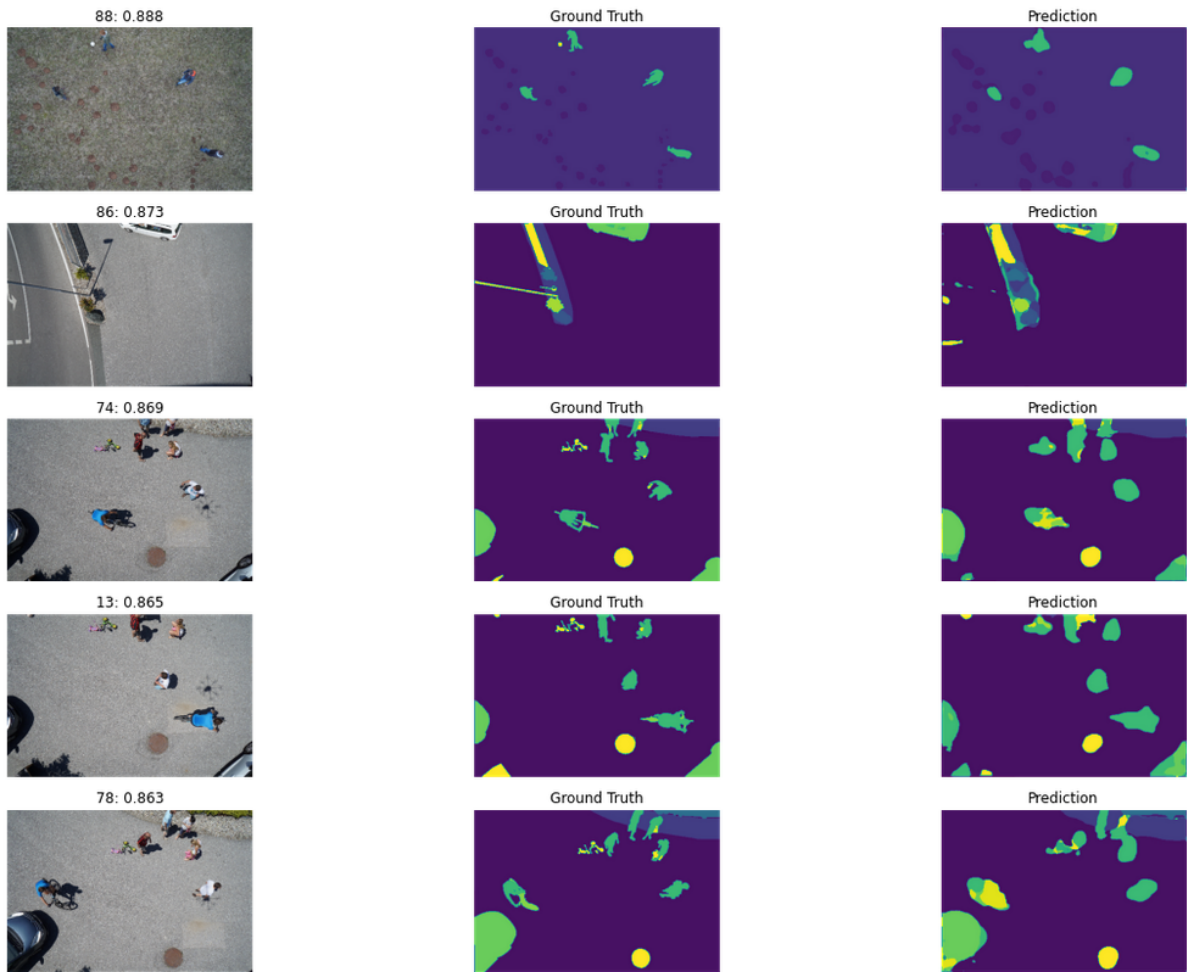 88: 0.888 Ground Truth Prediction
86: 0.873 Ground Truth Prediction
74: 0.869 Ground Truth Prediction
13: 0.865 Ground Truth Prediction
78: 0.863 Ground Truth Prediction